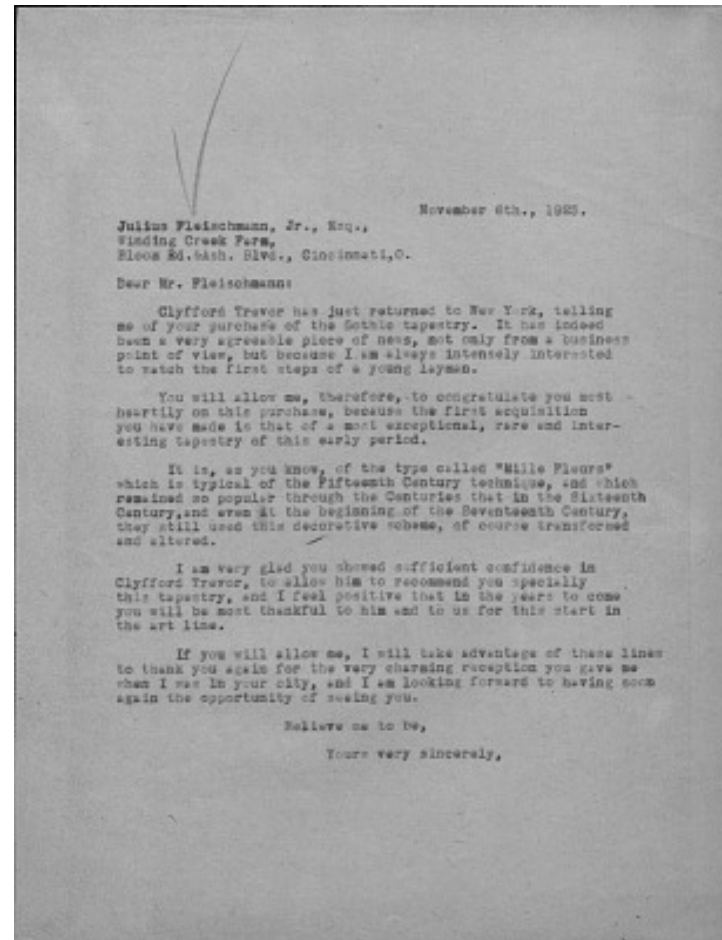 November 6th., 1925.
Julius Fleischmann, Jr., Esq.,
Winding Creek Farm,
Bloom Rd.&Ash. Blvd., Cincinnati,O.
Dear Mr. Fleischmann:
Clyfford Trevor has just returned to New York, telling
me of your purchase of the Gothic tapestry. It has indeed
been a very agreeable piece of news, not only from a business
point of view, but because I am always intensely interested
to watch the first steps of a young layman.
You will allow me, therefore, to congratulate you most
heartily on this purchase, because the first acquisition
you have made is that of a most exceptional, rare and inter-
esting tapestry of this early period.
It is, as you know, of the type called "Mille Fleurs"
which is typical of the Fifteenth Century technique, and which
remained so popular through the Centuries that in the Sixteenth
Century,and even at the beginning of the Seventeenth Century,
they still used this decorative scheme, of course transformed
and altered.
I am very glad you showed sufficient confidence in
Clyfford Trevor, to allow him to recommend you specially
this tapestry, and I feel positive that in the years to come
you will be most thankful to him and to us for this start in
the art line.
If you will allow me, I will take advantage of these lines
to thank you again for the very charming reception you gave me
when I was in your city, and I am looking forward to having soon
again the opportunity of seeing you.
Believe me to be,
Yours very sincerely,